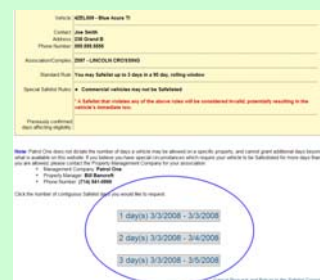 Vehicle: 4ZEL009 - Blue Acura Tl
Contact: Joe Smith
Address: 238 Grand B
Phone Number: 999.999.9999
Association/Complex: 2597 - LINCOLN CROSSING
Standard Rule: You may Safelist up to 3 days in a 90 day, rolling window
Special Safelist Rules: • Commercial vehicles may not be Safelisted
* A Safelist that violates any of the above rules will be considered invalid, potentially resulting in the vehicle's immediate tow.
Previously confirmed
days affecting eligibility:
Note: Patrol One does not dictate the number of days a vehicle may be allowed on a specific property, and cannot grant additional days beyond
what is available on this website. If you believe you have special circumstances which require your vehicle to be Safelisted for more days than
you are allowed, please contact the Property Management Company for your association:
• Management Company: Patrol One
• Property Manager: Bill Bancroft
• Phone Number: (714) 541-0999
Click the number of contiguous Safelist days you would like to request:
1 day(s) 3/3/2008 - 3/3/2008
2 day(s) 3/3/2008 - 3/4/2008
3 day(s) 3/3/2008 - 3/5/2008